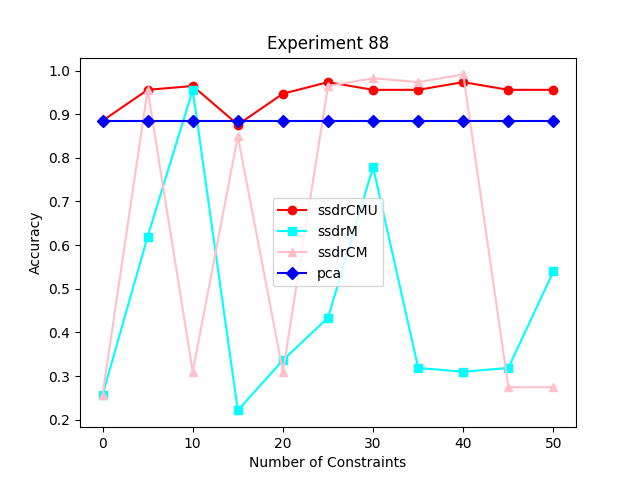 Experiment 88
1.0
0.9
0.8
0.7
0.6
0.5
0.4
0.3
0.2
Accuracy
ssdrCMU
ssdrM
ssdrCM
pca
0 10 20 30 40 50
Number of Constraints